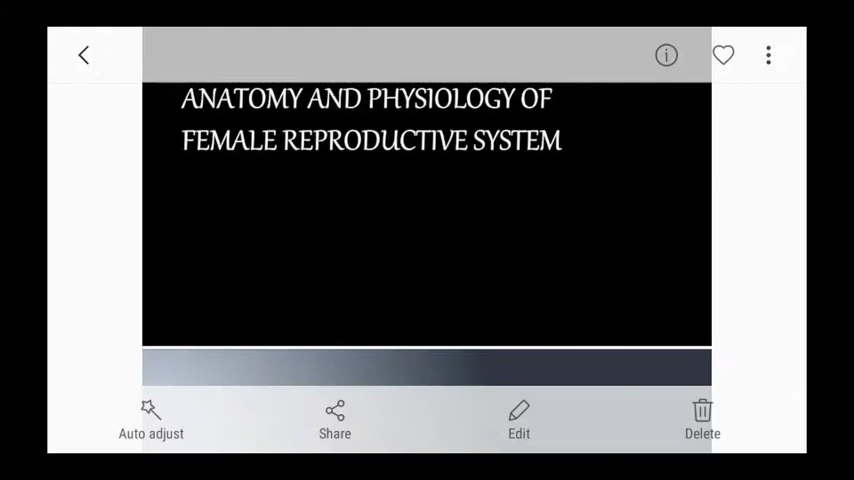 ANATOMY AND PHYSIOLOGY OF
FEMALE REPRODUCTIVE SYSTEM
Auto adjust
Share
Edit
Delete